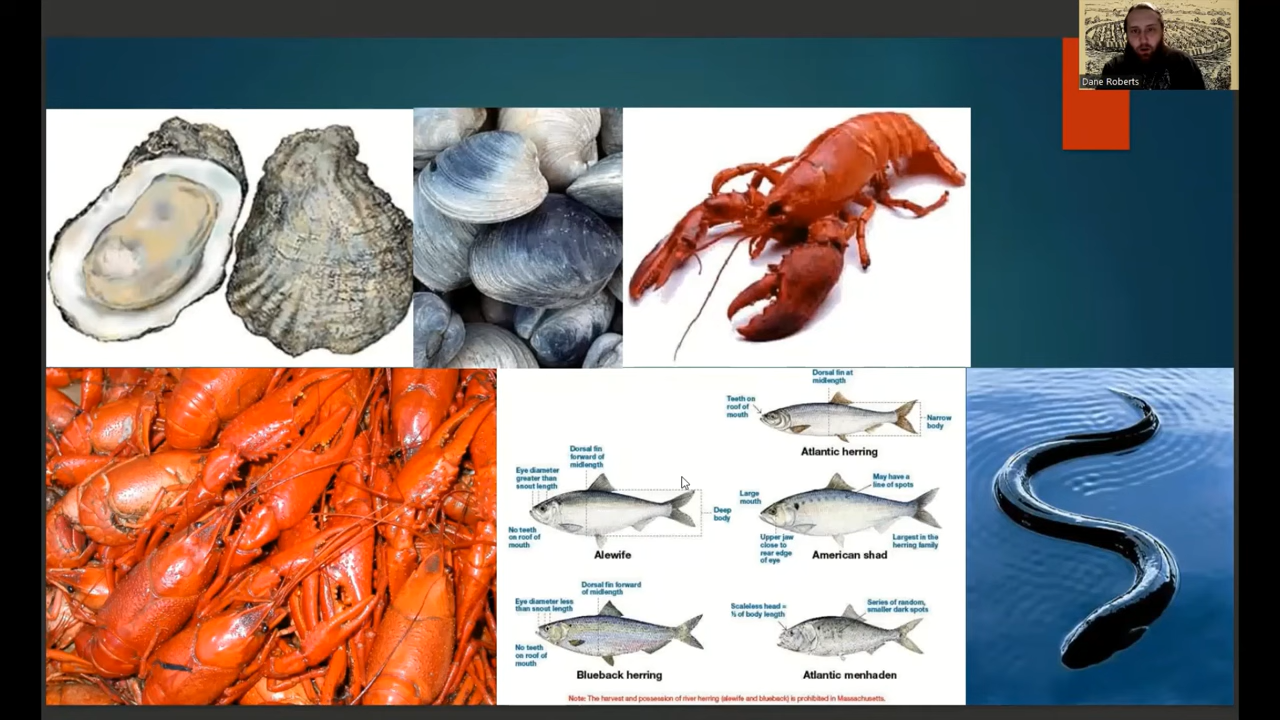 Dane Roberts
Dorsal fin at
midlength
Teeth on
roof of
mouth
Narrow
body
Atlantic herring
Dorsal fin
forward of
midlength
Eye diameter
greater than
snout length
Deep
body
No teeth
on roof of
mouth
Alewife
May have a
line of spots
Large
mouth
Upper jaw
close to
rear edge
of eye
Largest in the
herring family
American shad
Dorsal fin forward
of midlength
Eye diameter less
than snout length
No teeth
on roof of
mouth
Blueback herring
Scaleless head =
⅓ of body length
Series of random,
smaller dark spots
Atlantic menhaden
Note: The harvest and possession of river herring (alewife and blueback) is prohibited in Massachusetts.